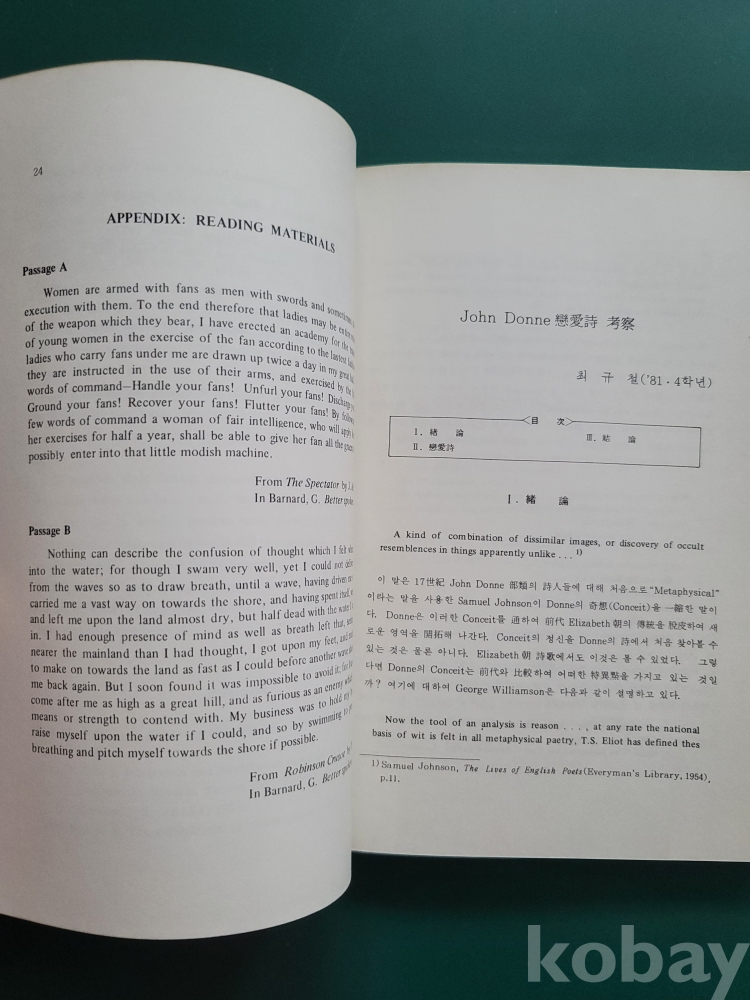 24
APPENDIX: READING MATERIALS
Passage A
Women are armed with fans as men with swords and
execution with them. To the end therefore that ladies may be
of the weapon which they bear, I have erected an academy for the
of young women in the exercise of the fan according to the
ladies who carry fans under me are drawn up twice a day in my great
they are instructed in the use of their arms, and exercised by the
words of command—Handle your fans! Unfurl your fans! Discharge
Ground your fans! Recover your fans! Flutter your fans! By
few words of command a woman of fair intelligence, who will
her exercises for half a year, shall be able to give her fan all the
possibly enter into that little modish machine.
From The Spectator by
In Barnard, G. Better
Passage B
Nothing can describe the confusion of thought which I felt
into the water; for though I swam very well, yet I could not
from the waves so as to draw breath, until a wave, having driven
carried me a vast way on towards the shore, and having spent itself,
and left me upon the land almost dry, but half dead with the water
in. I had enough presence of mind as well as breath left that,
nearer the mainland than I had thought, I got upon my feet, and
to make on towards the land as fast as I could before another wave
me back again. But I soon found it was impossible to avoid it; for
come after me as high as a great hill, and as furious as an enemy
means or strength to contend with. My business was to hold my
raise myself upon the water if I could, and so by swimming to
breathing and pitch myself towards the shore if possible.
From Robinson Crusoe
In Barnard, G. Better
John Donne 戀愛詩 考察
최 규 철('81·4학년)
<目 次>
I. 緖 論
II. 戀愛詩
III. 結 論
I. 緖 論
A kind of combination of dissimilar images, or discovery of occult
resemblences in things apparently unlike . . . 1)
이 말은 17世紀 John Donne 部類의 詩人들에 대해 처음으로 “Metaphysical”
이라는 말을 사용한 Samuel Johnson이 Donne의 奇想(Conceit)을 一縮한 말이
다. Donne은 이러한 Conceit를 通하여 前代 Elizabeth 朝의 傳統을 脫皮하여 새
로운 영역을 開拓해 나간다. Conceit의 정신을 Donne의 詩에서 처음 찾아볼 수
있는 것은 물론 아니다. Elizabeth 朝 詩歌에서도 이것은 볼 수 있었다. 그렇
다면 Donne의 Conceit는 前代와 比較하여 어떠한 特異點을 가지고 있는 것일
까? 여기에 대하여 George Williamson은 다음과 같이 설명하고 있다.
Now the tool of an analysis is reason . . . , at any rate the national
basis of wit is felt in all metaphysical paetry, T.S. Eliot has defined thes
1) Samuel Johnson, The Lives of English Poets (Everyman's Library, 1954),
p.11.
kobay